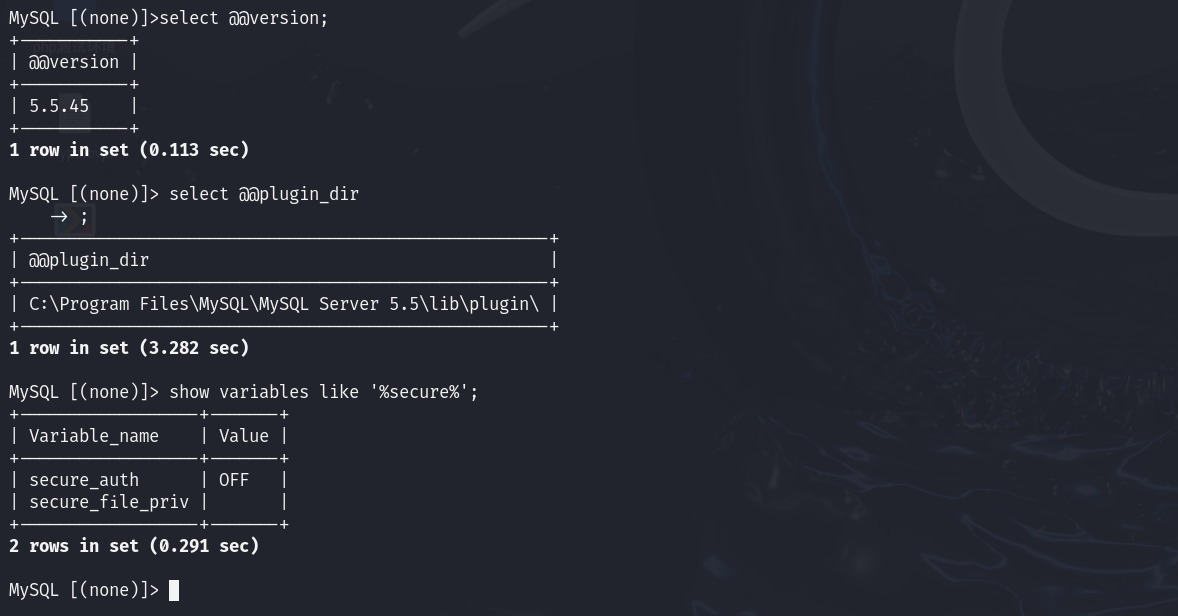 MySQL [(none)]>select @@version;
+-----------+
| @@version |
+-----------+
| 5.5.45    |
+-----------+
1 row in set (0.113 sec)

MySQL [(none)]> select @@plugin_dir
    -> ;
+-----------------------------------------------------+
| @@plugin_dir                                        |
+-----------------------------------------------------+
| C:\Program Files\MySQL\MySQL Server 5.5\lib\plugin\ |
+-----------------------------------------------------+
1 row in set (3.282 sec)

MySQL [(none)]> show variables like '%secure%';
+------------------+-------+
| Variable_name    | Value |
+------------------+-------+
| secure_auth      | OFF   |
| secure_file_priv |       |
+------------------+-------+
2 rows in set (0.291 sec)

MySQL [(none)]>